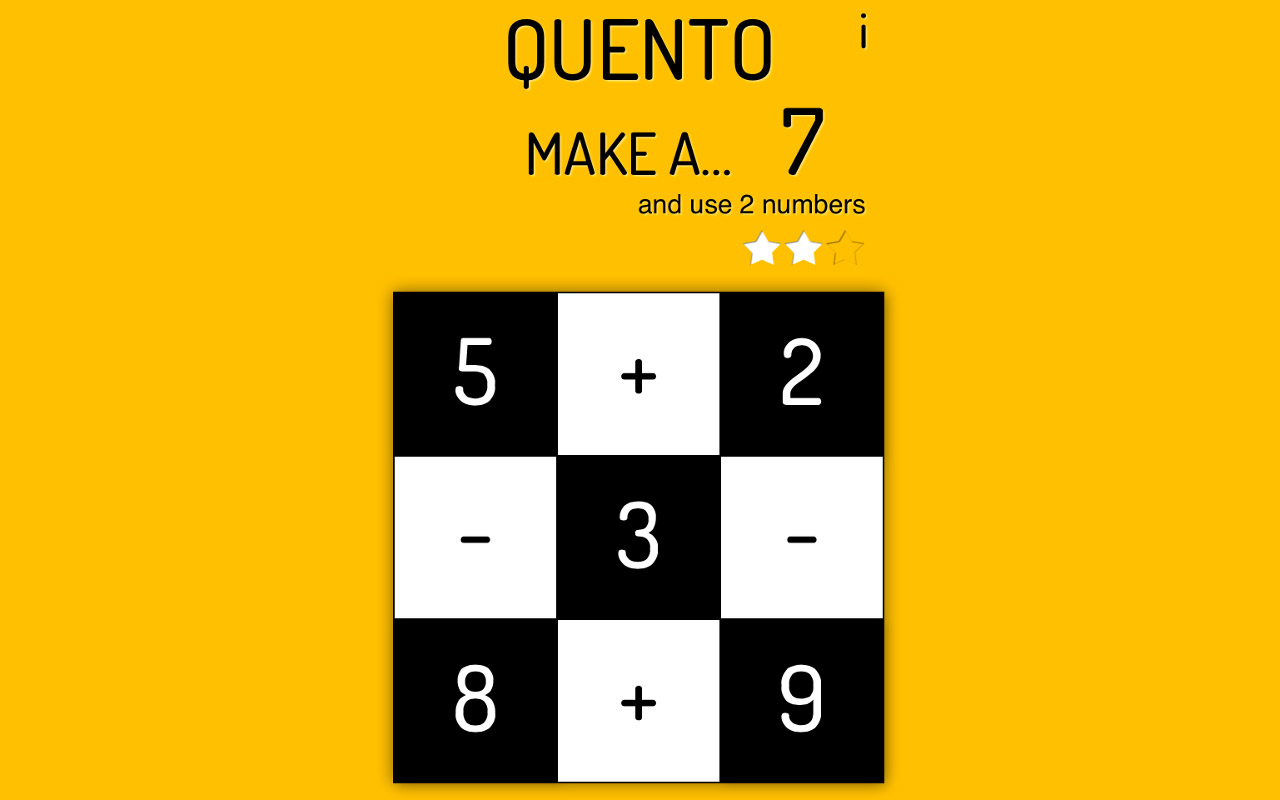 QUENTO i
MAKE A... 7
and use 2 numbers
5 + 2
- 3 -
8 + 9